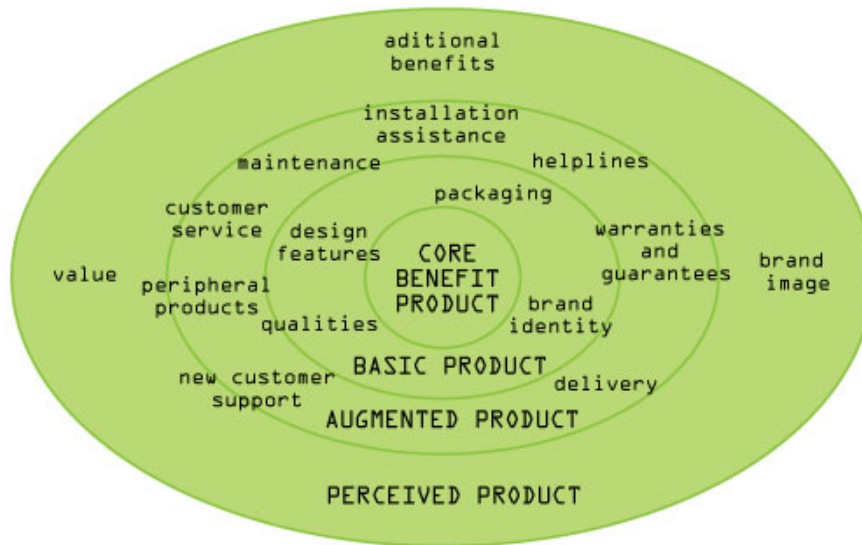 aditional
benefits
installation
assistance
maintenance
helplines
packaging
customer
service
design
features
warranties
and
guarantees
CORE
BENEFIT
PRODUCT
value
brand
image
peripheral
products
qualities
brand
identity
BASIC PRODUCT
new customer
support
delivery
AUGMENTED PRODUCT
PERCEIVED PRODUCT